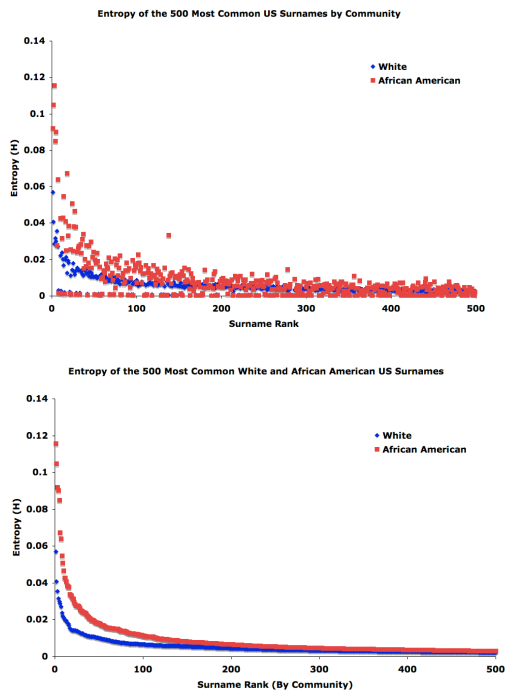 Entropy of the 500 Most Common US Surnames by Community
0.14
White
African American
0.12
0.1
0.08
Entropy (H)
0.06
0.04
0.02
0
0 100 200 300 400 500
Surname Rank
Entropy of the 500 Most Common White and African American US Surnames
0.14
White
African American
0.12
0.1
0.08
Entropy (H)
0.06
0.04
0.02
0
0 100 200 300 400 500
Surname Rank (By Community)